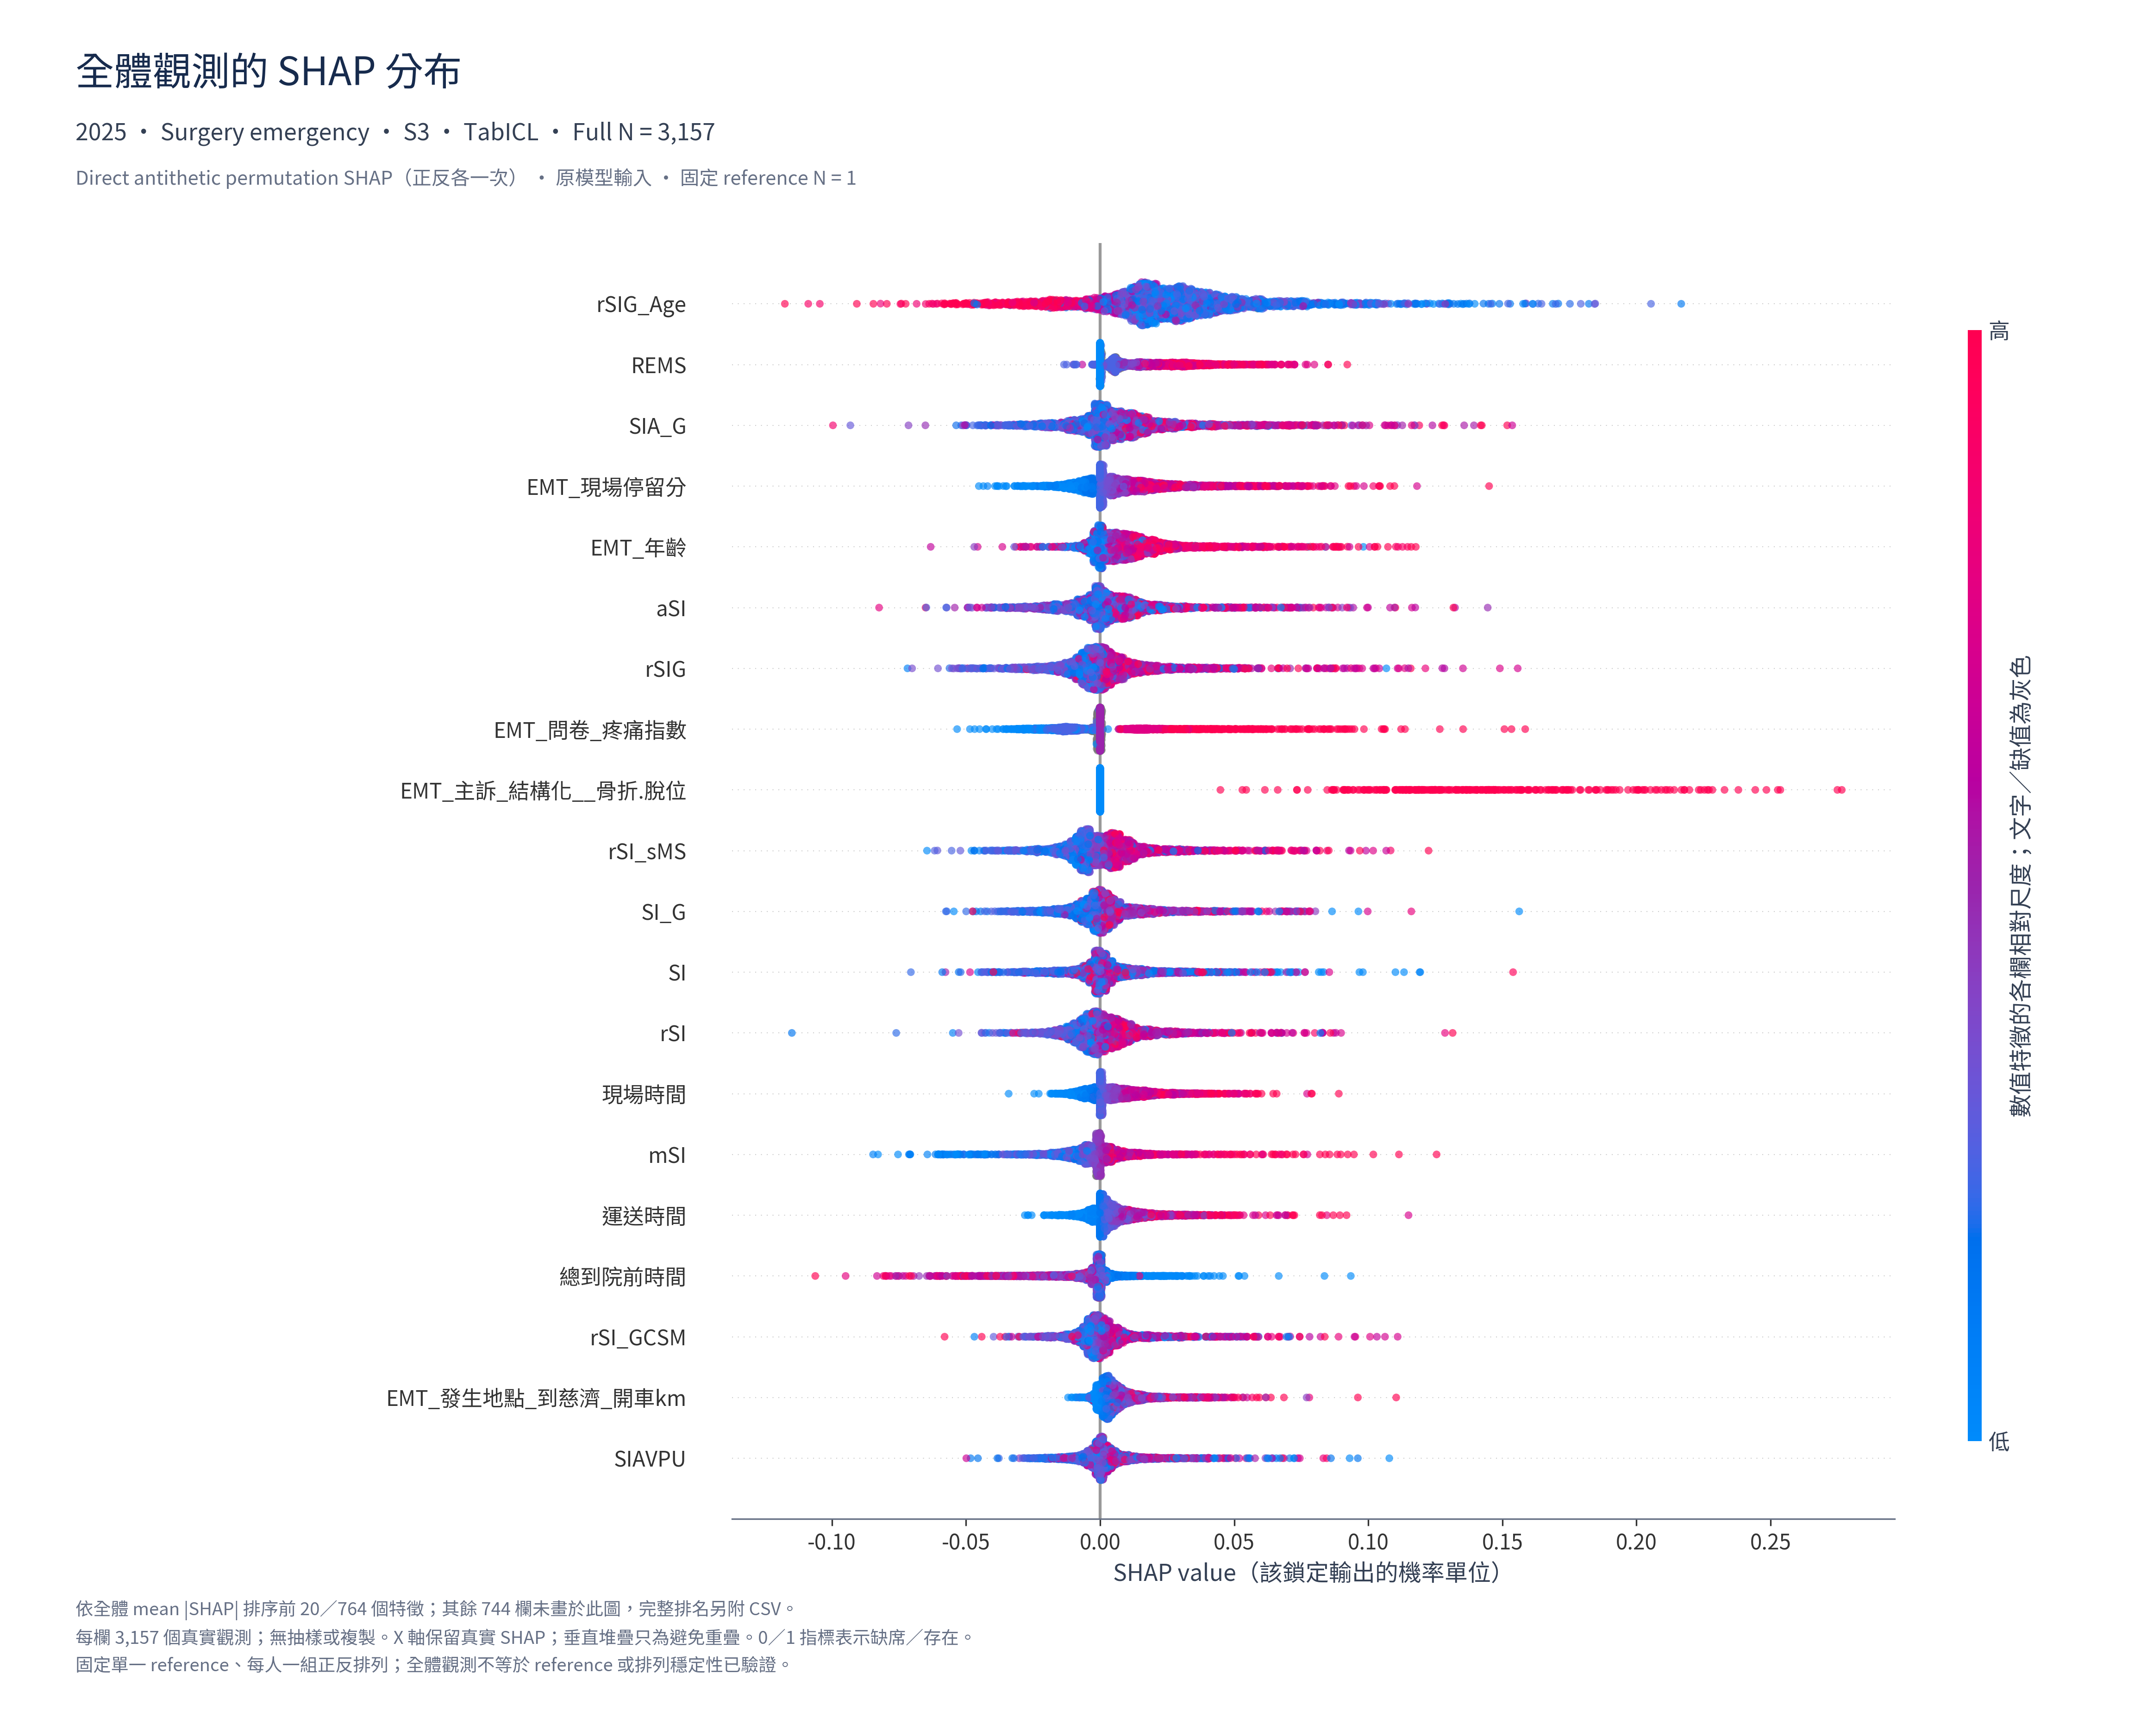 全體觀測的 SHAP 分布
2025 • Surgery emergency • S3 • TabICL • Full N = 3,157
Direct antithetic permutation SHAP（正反各一次） • 原模型輸入 • 固定 reference N = 1
rSIG_Age
REMS
SIA_G
EMT_現場停留分
EMT_年齡
aSI
rSIG
EMT_問卷_疼痛指數
EMT_主訴_結構化__骨折.脫位
rSI_sMS
SI_G
SI
rSI
現場時間
mSI
運送時間
總到院前時間
rSI_GCSM
EMT_發生地點_到慈濟_開車km
SIAVPU
-0.10 -0.05 0.00 0.05 0.10 0.15 0.20 0.25
SHAP value（該鎖定輸出的機率單位）
高
數值特徵的各欄相對尺度；文字／缺值為灰色
低
依全體 mean |SHAP| 排序前 20／764 個特徵；其餘 744 欄未畫於此圖，完整排名另附 CSV。
每欄 3,157 個真實觀測；無抽樣或複製。X 軸保留真實 SHAP；垂直堆疊只為避免重疊。0／1 指標表示缺席／存在。
固定單一 reference、每人一組正反排列；全體觀測不等於 reference 或排列穩定性已驗證。